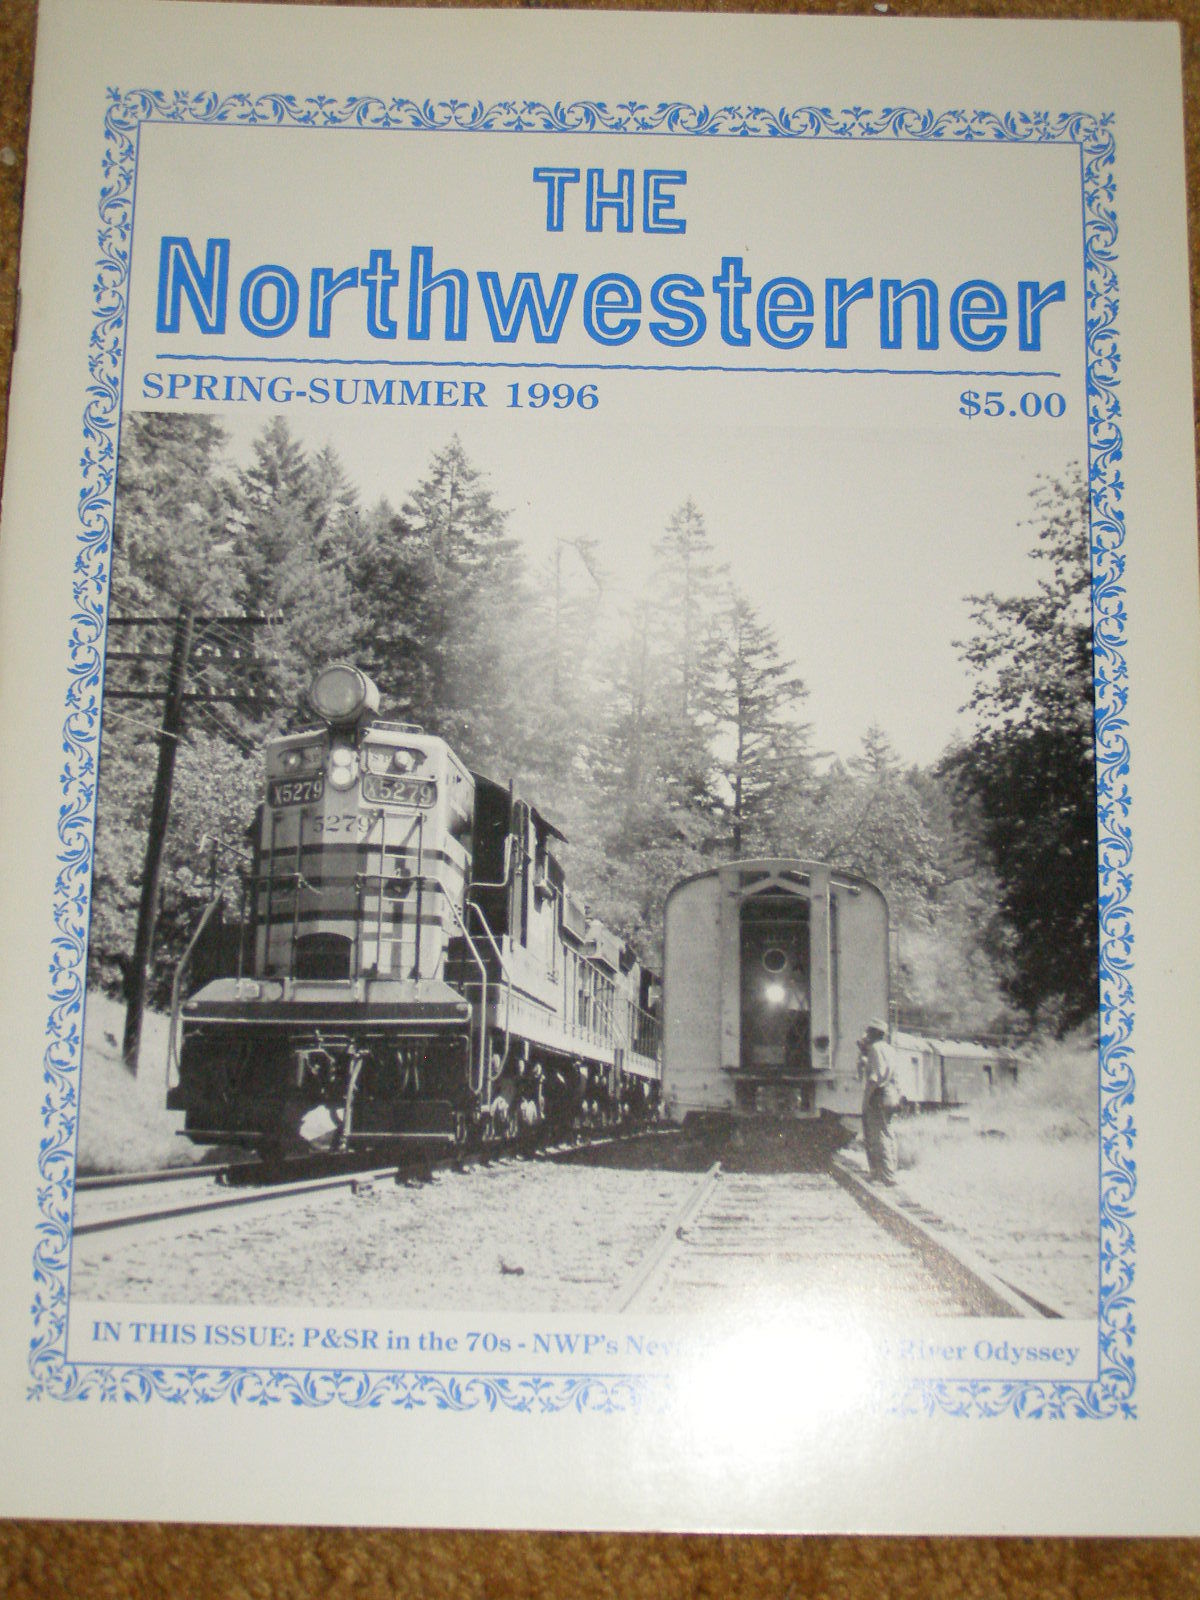 THE
Northwesterner
SPRING-SUMMER 1996 $5.00
X5279 X5279
5279
IN THIS ISSUE: P&SR in the 70s - NWP's River Odyssey